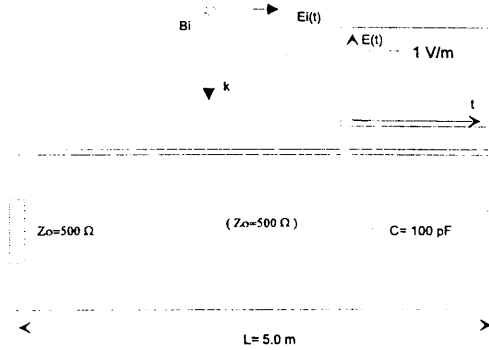 Bi
Ei(t)
E(t)
1 V/m
k
t
Zo=500 Ω
( Zo=500 Ω )
C= 100 pF
L= 5.0 m